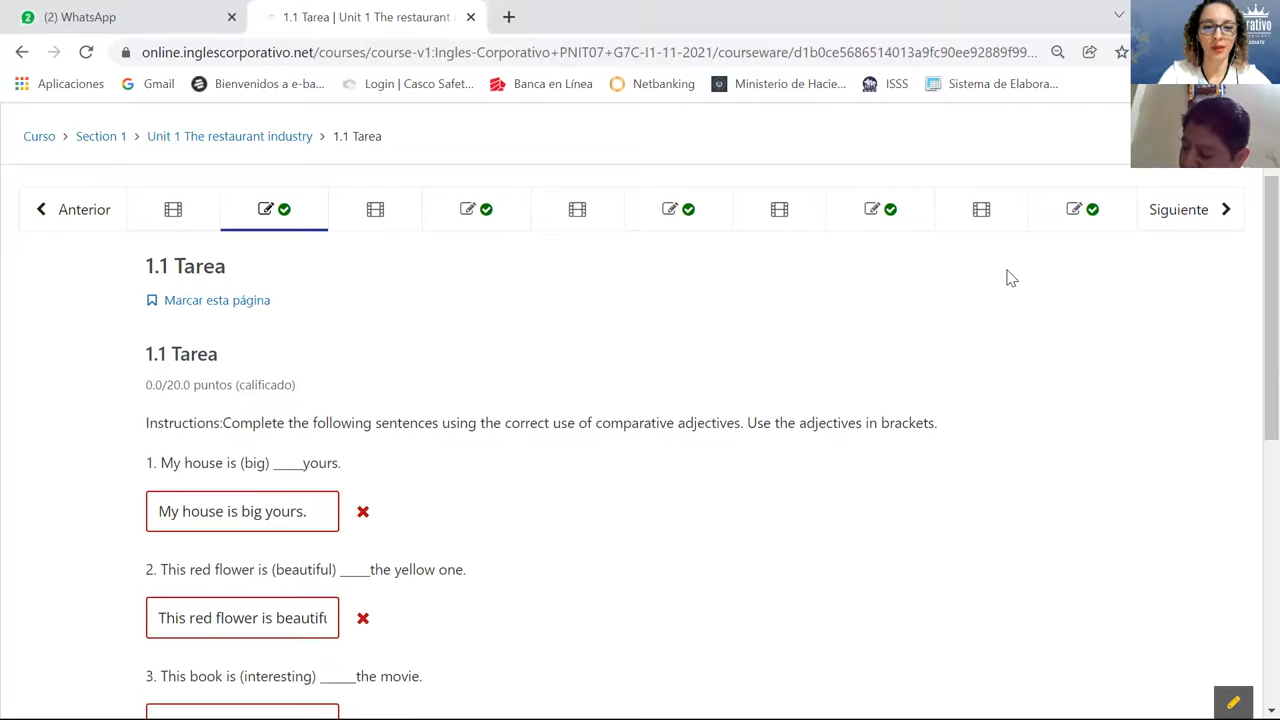 (2) WhatsApp
1.1 Tarea | Unit 1 The restaurant
online.inglescorporativo.net/courses/course-v1:Ingles-Corporativo+INIT07+G7C-I1-11-2021/courseware/d1fbce5686514013a9fc90ee92889f99...
Aplicaciones
Gmail
Bienvenidos a e-ba...
Login | Casco Safet...
Banca en Línea
Netbanking
Ministerio de Hacie...
ISSS
Sistema de Elabora...
Curso > Section 1 > Unit 1 The restaurant industry > 1.1 Tarea
Anterior
Siguiente
1.1 Tarea
Marcar esta página
1.1 Tarea
0.0/20.0 puntos (calificado)
Instructions:Complete the following sentences using the correct use of comparative adjectives. Use the adjectives in brackets.
1. My house is (big) _____yours.
My house is big yours.
2. This red flower is (beautiful) _____the yellow one.
This red flower is beautifu
3. This book is (interesting) ______the movie.